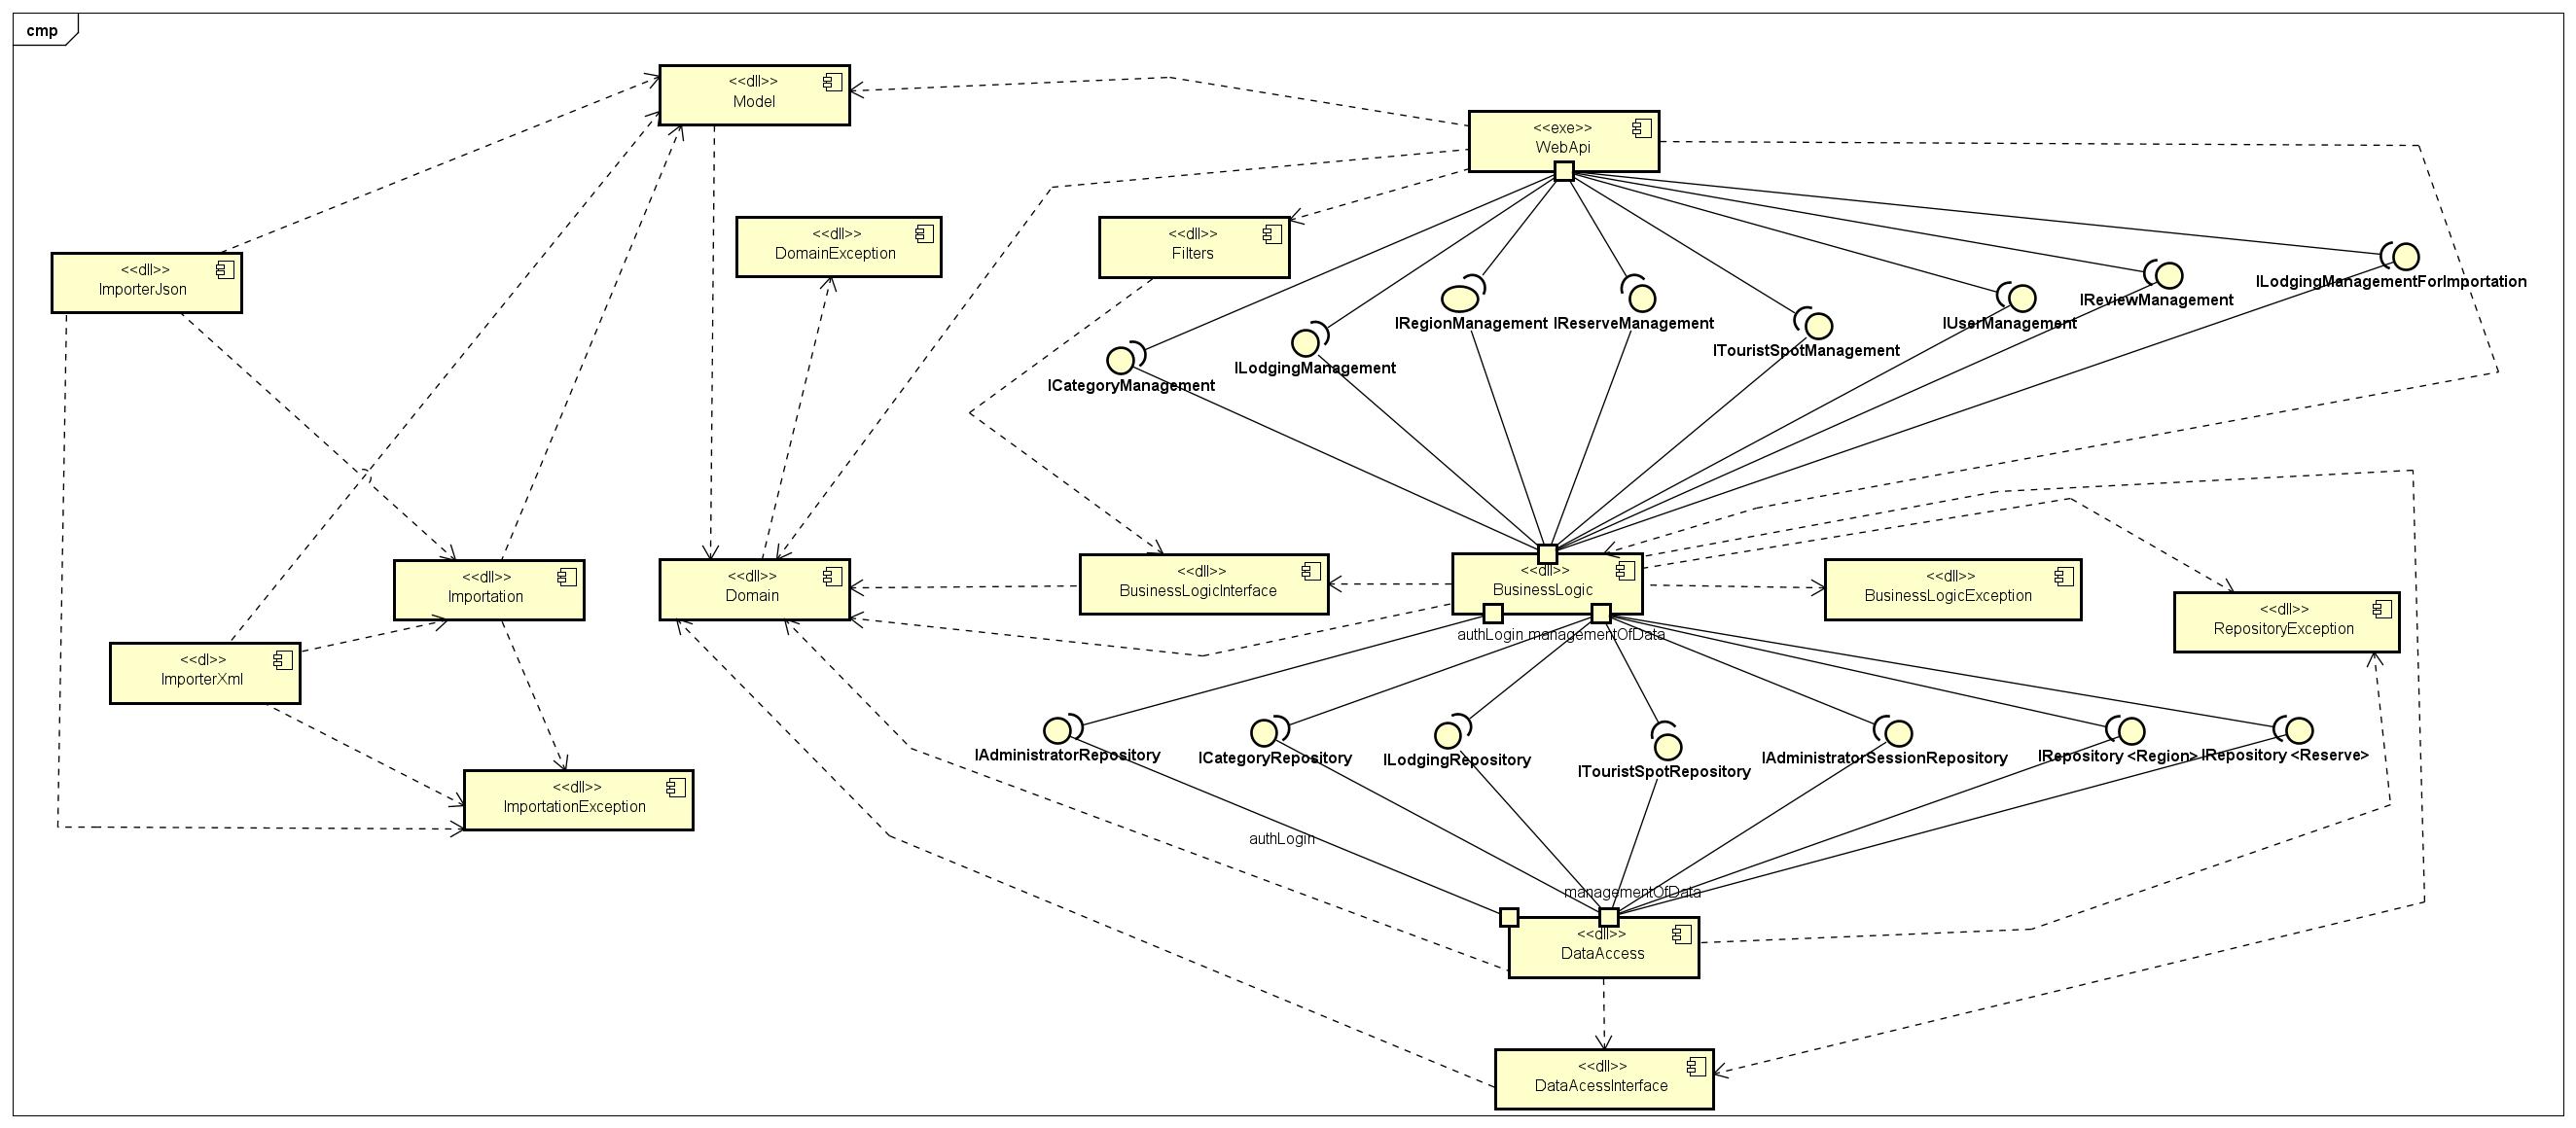 cmp
<<dll>>
Model
<<exe>>
WebApi
<<dll>>
DomainException
<<dll>>
Filters
<<dll>>
ImporterJson
ILodgingManagementForImportation
IReviewManagement
IRegionManagement
IReserveManagement
IUserManagement
ITouristSpotManagement
ILodgingManagement
ICategoryManagement
<<dll>>
Importation
<<dll>>
Domain
<<dll>>
BusinessLogicInterface
<<dll>>
BusinessLogic
<<dll>>
BusinessLogicException
<<dll>>
RepositoryException
authLogin
managementOfData
<<dl>>
ImporterXml
IAdministratorRepository
ICategoryRepository
ILodgingRepository
ITouristSpotRepository
IAdministratorSessionRepository
IRepository <Region>
IRepository <Reserve>
<<dll>>
ImportationException
authLogin
managementOfData
<<dll>>
DataAccess
<<dll>>
DataAcessInterface